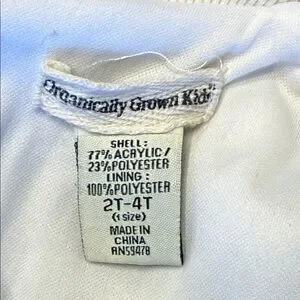 Organically Grown Kids
SHELL:
77% ACRYLIC/
23% POLYESTER
LINING:
100% POLYESTER
2T-4T
(1 SIZE)
MADE IN
CHINA
RN59478